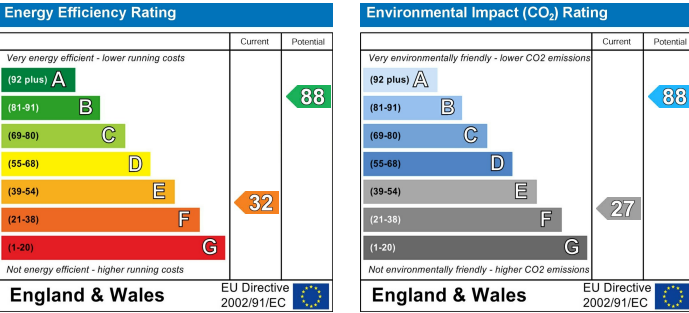 Energy Efficiency Rating
Current Potential
Very energy efficient - lower running costs
(92 plus) A
(81-91) B
88
(69-80) C
(55-68) D
(39-54) E
32
(21-38) F
(1-20) G
Not energy efficient - higher running costs
England & Wales
EU Directive
2002/91/EC
Environmental Impact (CO₂) Rating
Current Potential
Very environmentally friendly - lower CO2 emissions
(92 plus) A
(81-91) B
88
(69-80) C
(55-68) D
(39-54) E
27
(21-38) F
(1-20) G
Not environmentally friendly - higher CO2 emissions
England & Wales
EU Directive
2002/91/EC